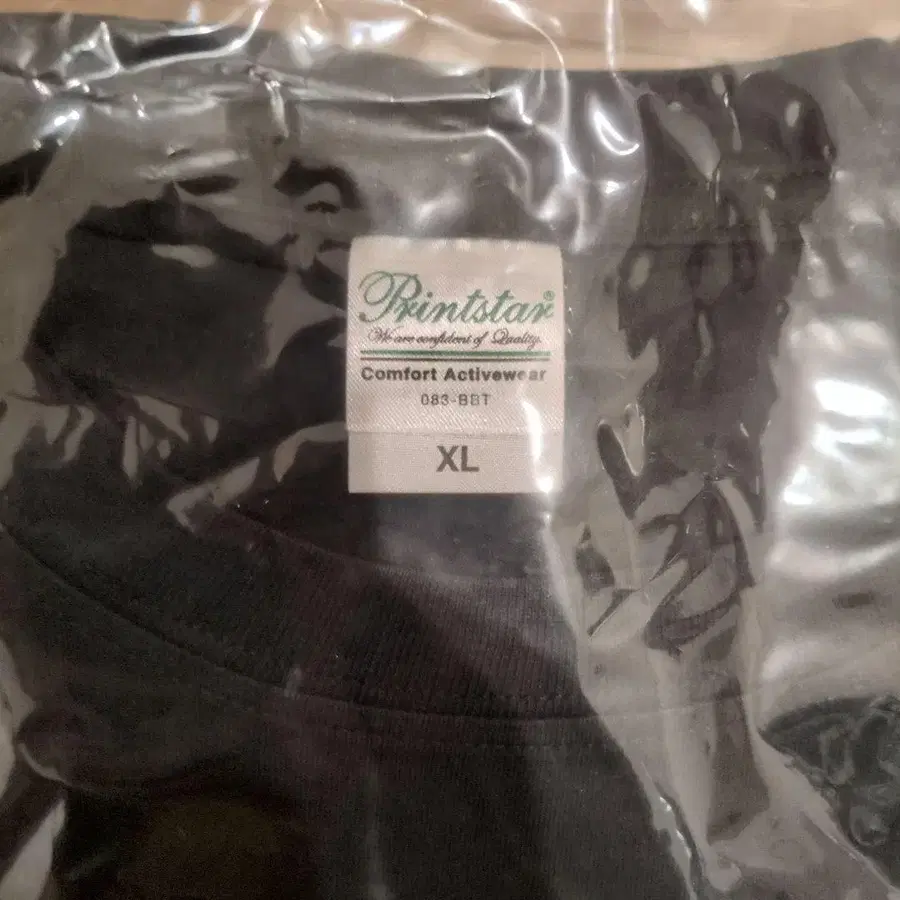 Printstar®
We are confident of Quality.
Comfort Activewear
083-BBT
XL